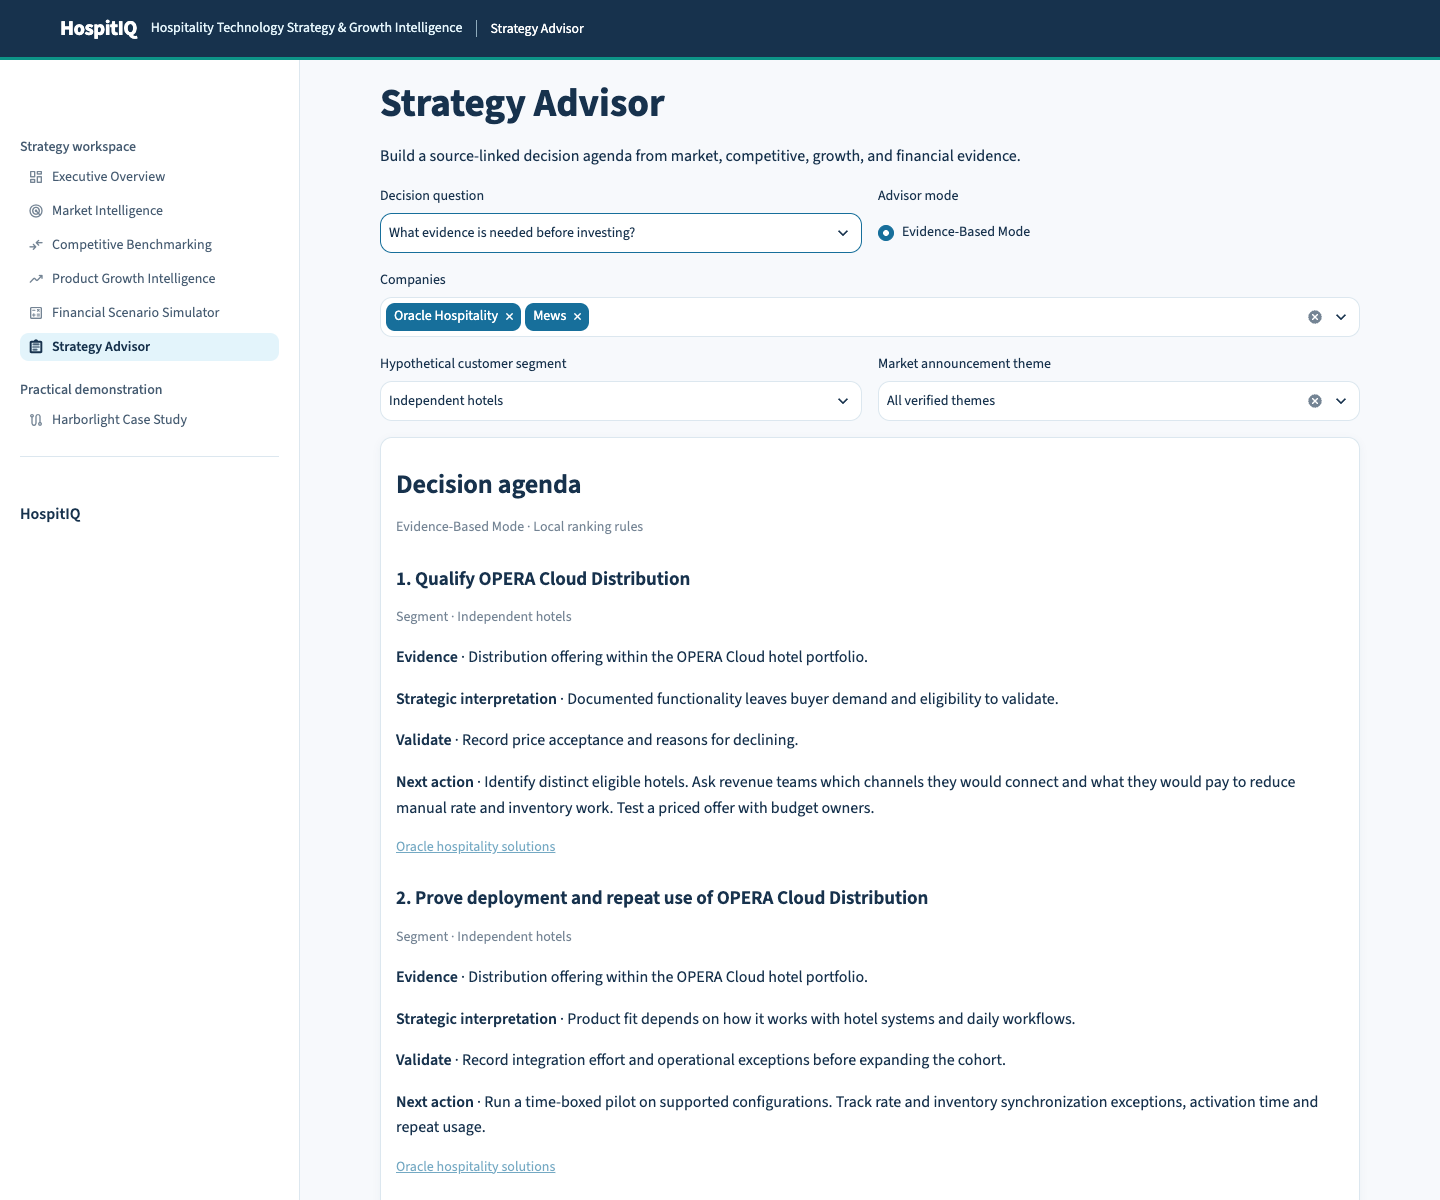 HospitIQ Hospitality Technology Strategy & Growth Intelligence Strategy Advisor
Strategy workspace
Executive Overview
Market Intelligence
Competitive Benchmarking
Product Growth Intelligence
Financial Scenario Simulator
Strategy Advisor
Practical demonstration
Harborlight Case Study
HospitIQ
Strategy Advisor
Build a source-linked decision agenda from market, competitive, growth, and financial evidence.
Decision question
What evidence is needed before investing?
Advisor mode
Evidence-Based Mode
Companies
Oracle Hospitality
Mews
Hypothetical customer segment
Independent hotels
Market announcement theme
All verified themes
Decision agenda
Evidence-Based Mode · Local ranking rules
1. Qualify OPERA Cloud Distribution
Segment · Independent hotels
Evidence · Distribution offering within the OPERA Cloud hotel portfolio.
Strategic interpretation · Documented functionality leaves buyer demand and eligibility to validate.
Validate · Record price acceptance and reasons for declining.
Next action · Identify distinct eligible hotels. Ask revenue teams which channels they would connect and what they would pay to reduce
manual rate and inventory work. Test a priced offer with budget owners.
Oracle hospitality solutions
2. Prove deployment and repeat use of OPERA Cloud Distribution
Segment · Independent hotels
Evidence · Distribution offering within the OPERA Cloud hotel portfolio.
Strategic interpretation · Product fit depends on how it works with hotel systems and daily workflows.
Validate · Record integration effort and operational exceptions before expanding the cohort.
Next action · Run a time-boxed pilot on supported configurations. Track rate and inventory synchronization exceptions, activation time and
repeat usage.
Oracle hospitality solutions